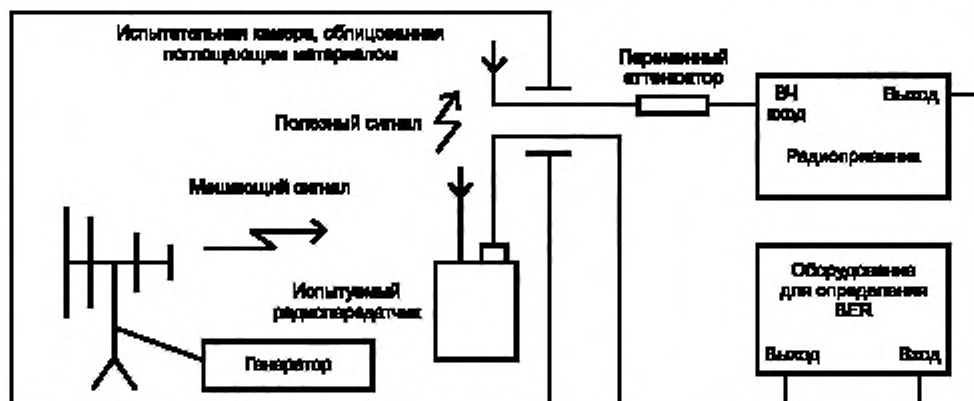 Испытательная камера, облицованная
поглощающим материалом
Переменный
аттенюатор
ВЧ
вход
Выход
Радиоприемник
Полезный сигнал
Мешающий сигнал
Испытуемый
радиопередатчик
Генератор
Оборудование
для определения
BER
Выход
Вход